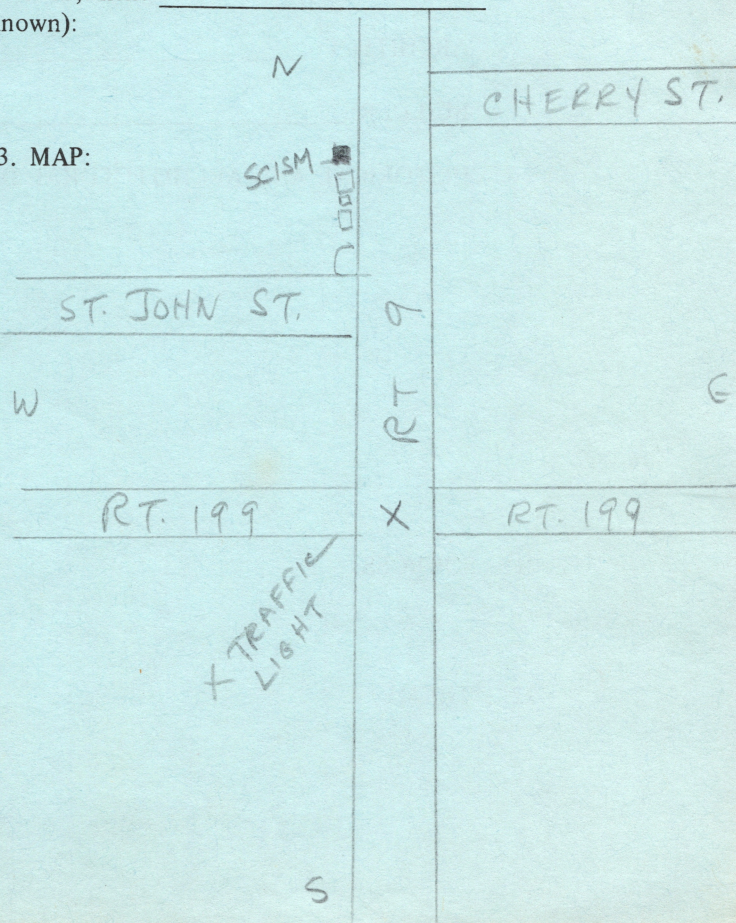 nown):
N
CHERRY ST.
3. MAP:
SCISM
ST. JOHN ST.
RT 9
W
E
RT. 199
X
RT. 199
X TRAFFIC
LIGHT
S